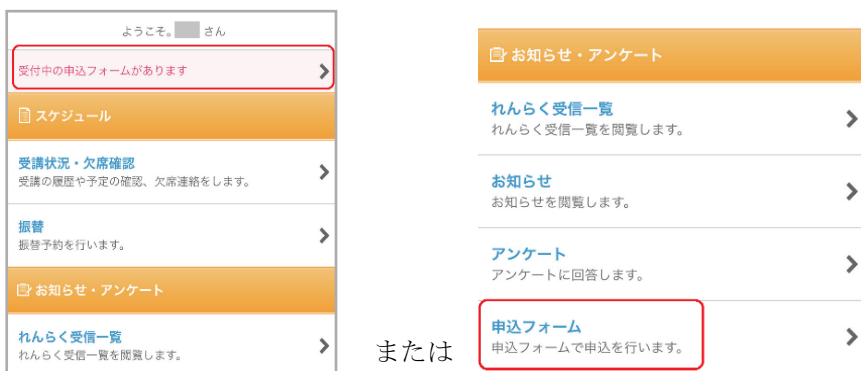 ようこそ。 さん
受付中の申込フォームがあります
スケジュール
受講状況・欠席確認
受講の履歴や予定の確認、欠席連絡をします。
振替
振替予約を行います。
お知らせ・アンケート
れんらく受信一覧
れんらく受信一覧を閲覧します。
または
お知らせ・アンケート
れんらく受信一覧
れんらく受信一覧を閲覧します。
お知らせ
お知らせを閲覧します。
アンケート
アンケートに回答します。
申込フォーム
申込フォームで申込を行います。